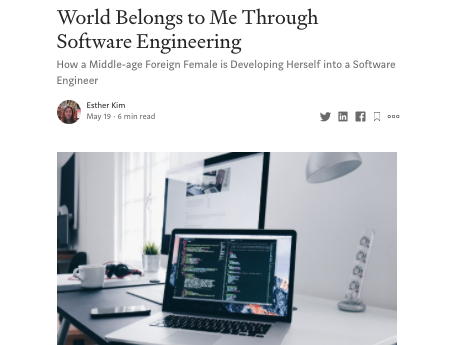 World Belongs to Me Through
Software Engineering
How a Middle-age Foreign Female is Developing Herself into a Software
Engineer
Esther Kim
May 19 · 6 min read